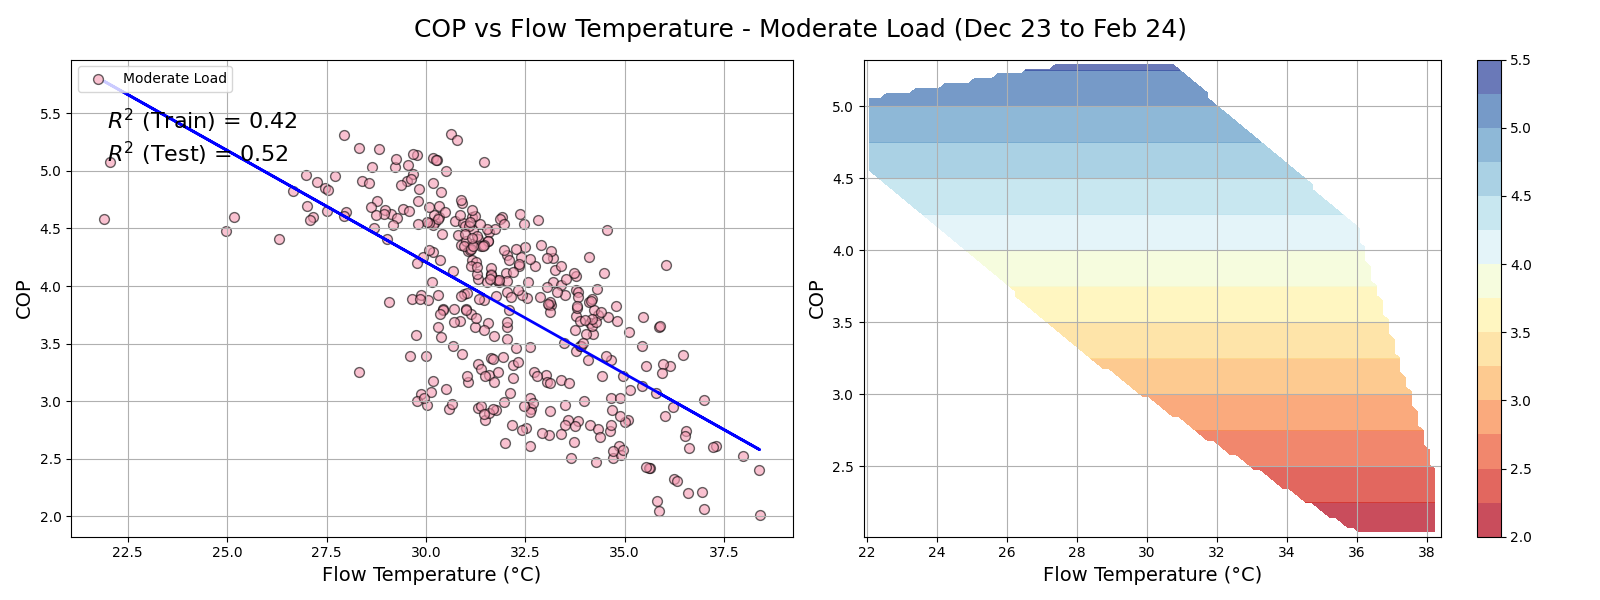 COP vs Flow Temperature - Moderate Load (Dec 23 to Feb 24)
Moderate Load
R² (Train) = 0.42
R² (Test) = 0.52
COP
5.5
5.0
4.5
4.0
3.5
3.0
2.5
2.0
22.5 25.0 27.5 30.0 32.5 35.0 37.5
Flow Temperature (°C)
COP
5.0
4.5
4.0
3.5
3.0
2.5
22 24 26 28 30 32 34 36 38
Flow Temperature (°C)
5.5
5.0
4.5
4.0
3.5
3.0
2.5
2.0